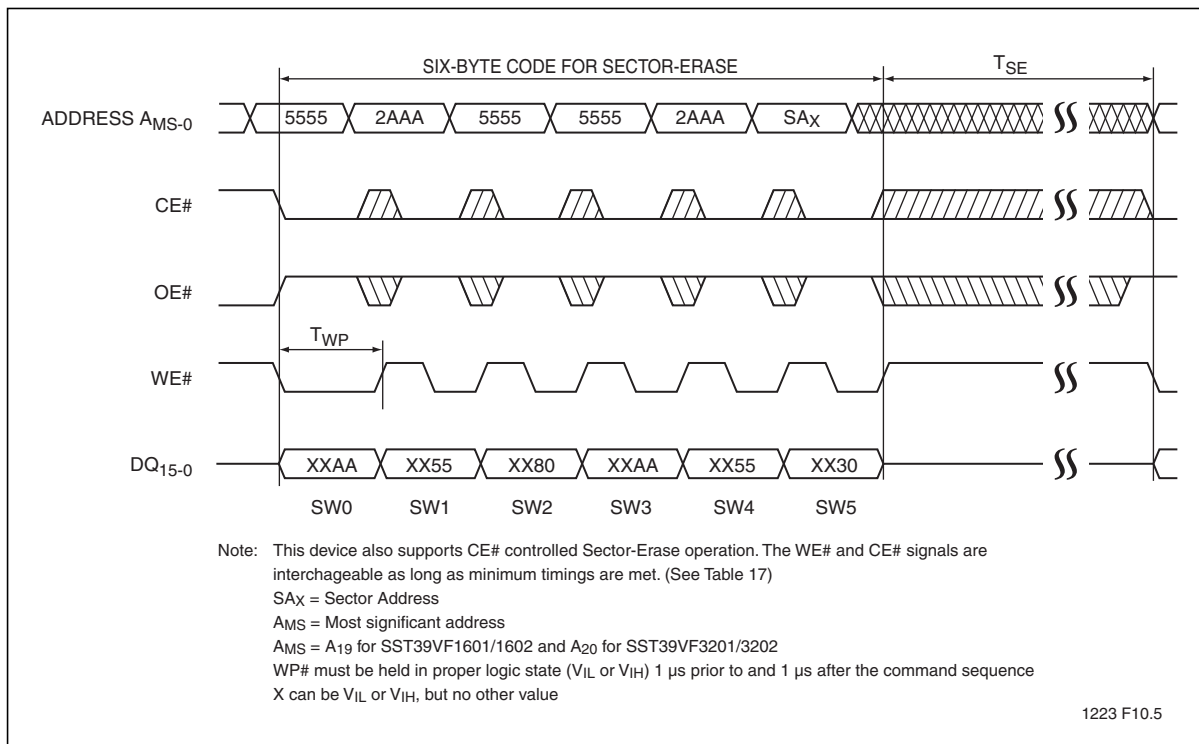 SIX-BYTE CODE FOR SECTOR-ERASE
TSE
ADDRESS AMS-0
5555 2AAA 5555 5555 2AAA SAX
CE#
OE#
TWP
WE#
DQ15-0
XXAA XX55 XX80 XXAA XX55 XX30
SW0 SW1 SW2 SW3 SW4 SW5
Note: This device also supports CE# controlled Sector-Erase operation. The WE# and CE# signals are
interchageable as long as minimum timings are met. (See Table 17)
SAX = Sector Address
AMS = Most significant address
AMS = A19 for SST39VF1601/1602 and A20 for SST39VF3201/3202
WP# must be held in proper logic state (VIL or VIH) 1 µs prior to and 1 µs after the command sequence
X can be VIL or VIH, but no other value
1223 F10.5